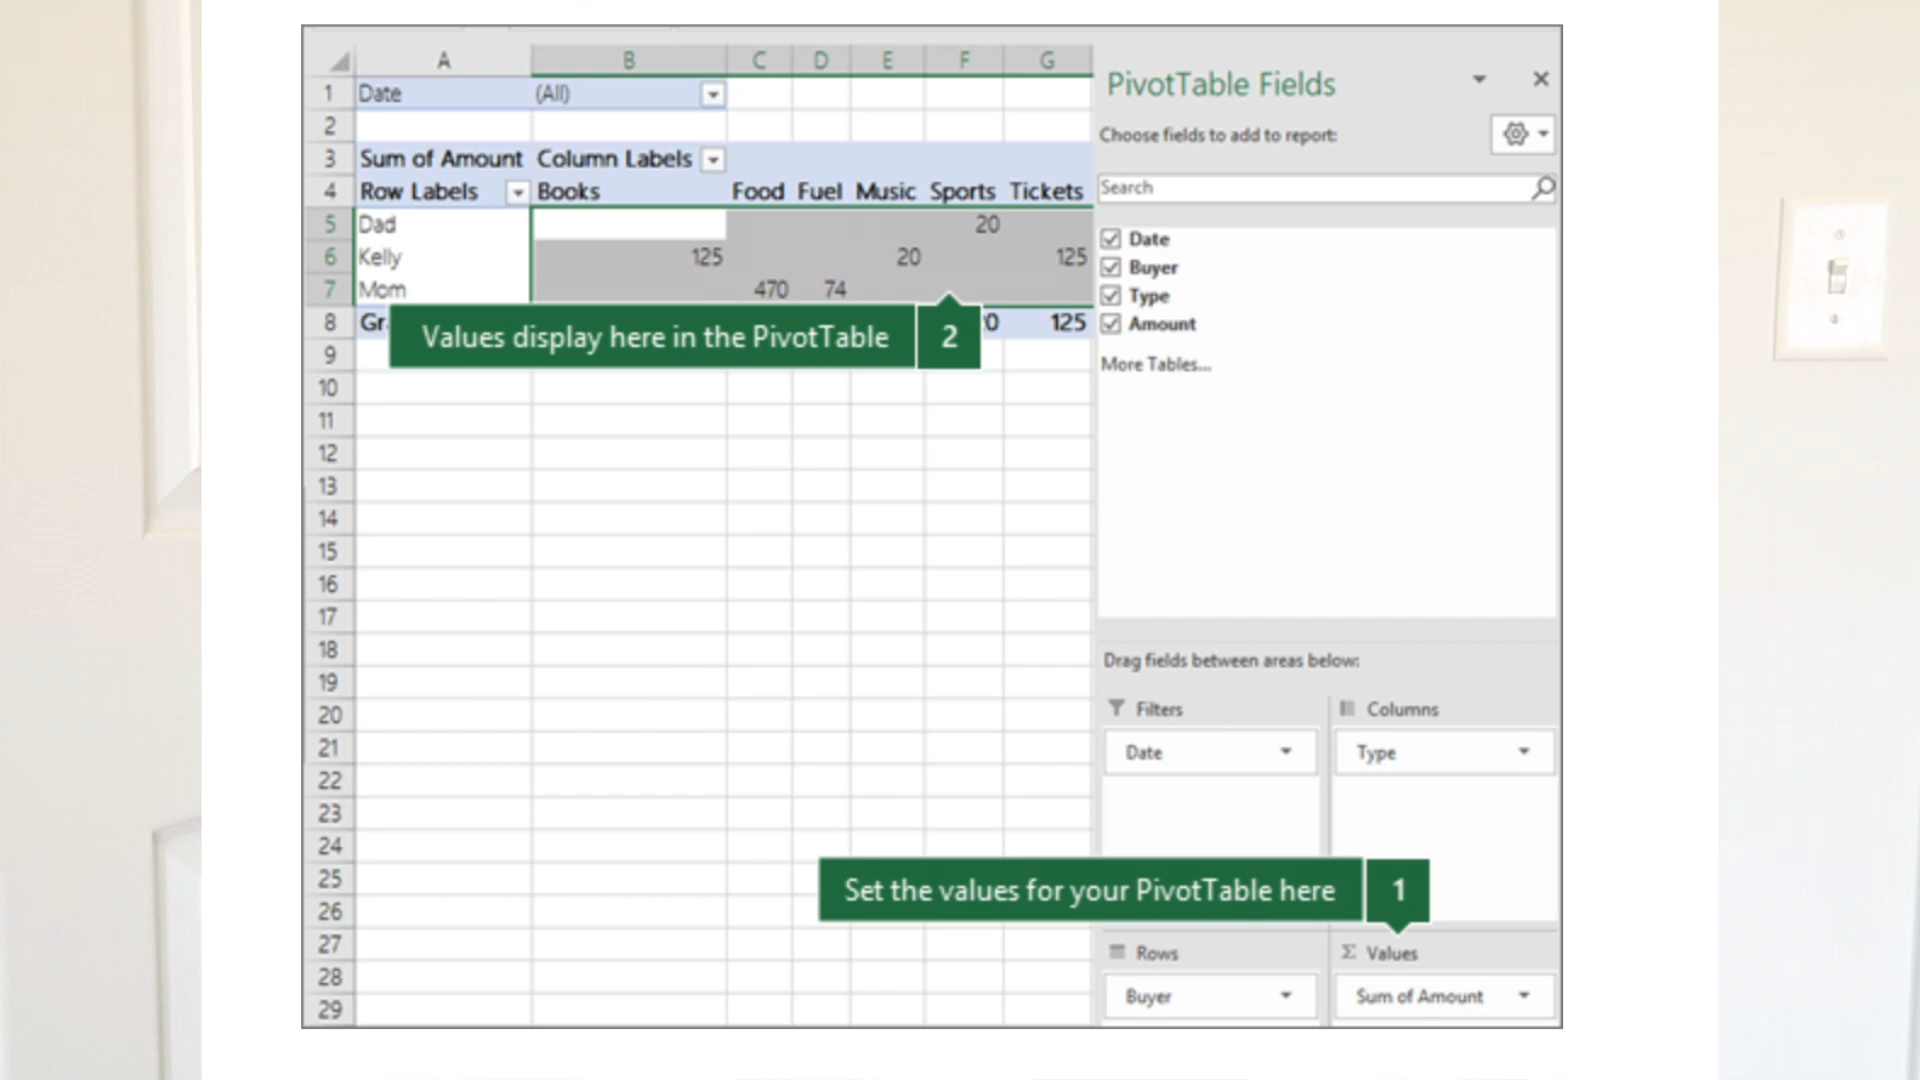 A B C D E F G
1 Date (All)
2
3 Sum of Amount Column Labels
4 Row Labels Books Food Fuel Music Sports Tickets
5 Dad 20
6 Kelly 125 20 125
7 Mom 470 74
8 Gr 0 125
Values display here in the PivotTable 2
9
10
11
12
13
14
15
16
17
18
19
20
21
22
23
24
25
26
27
28
29
PivotTable Fields
Choose fields to add to report:
Search
Date
Buyer
Type
Amount
More Tables...
Drag fields between areas below:
Filters Columns
Date Type
Set the values for your PivotTable here 1
Rows Σ Values
Buyer Sum of Amount